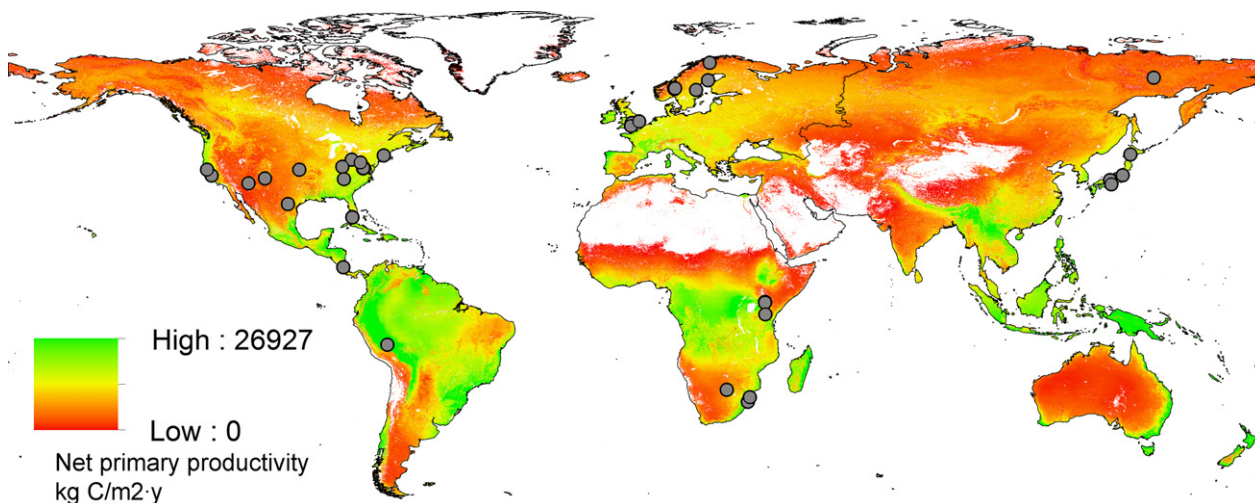 High : 26927
Low : 0
Net primary productivity
kg C/m2·y